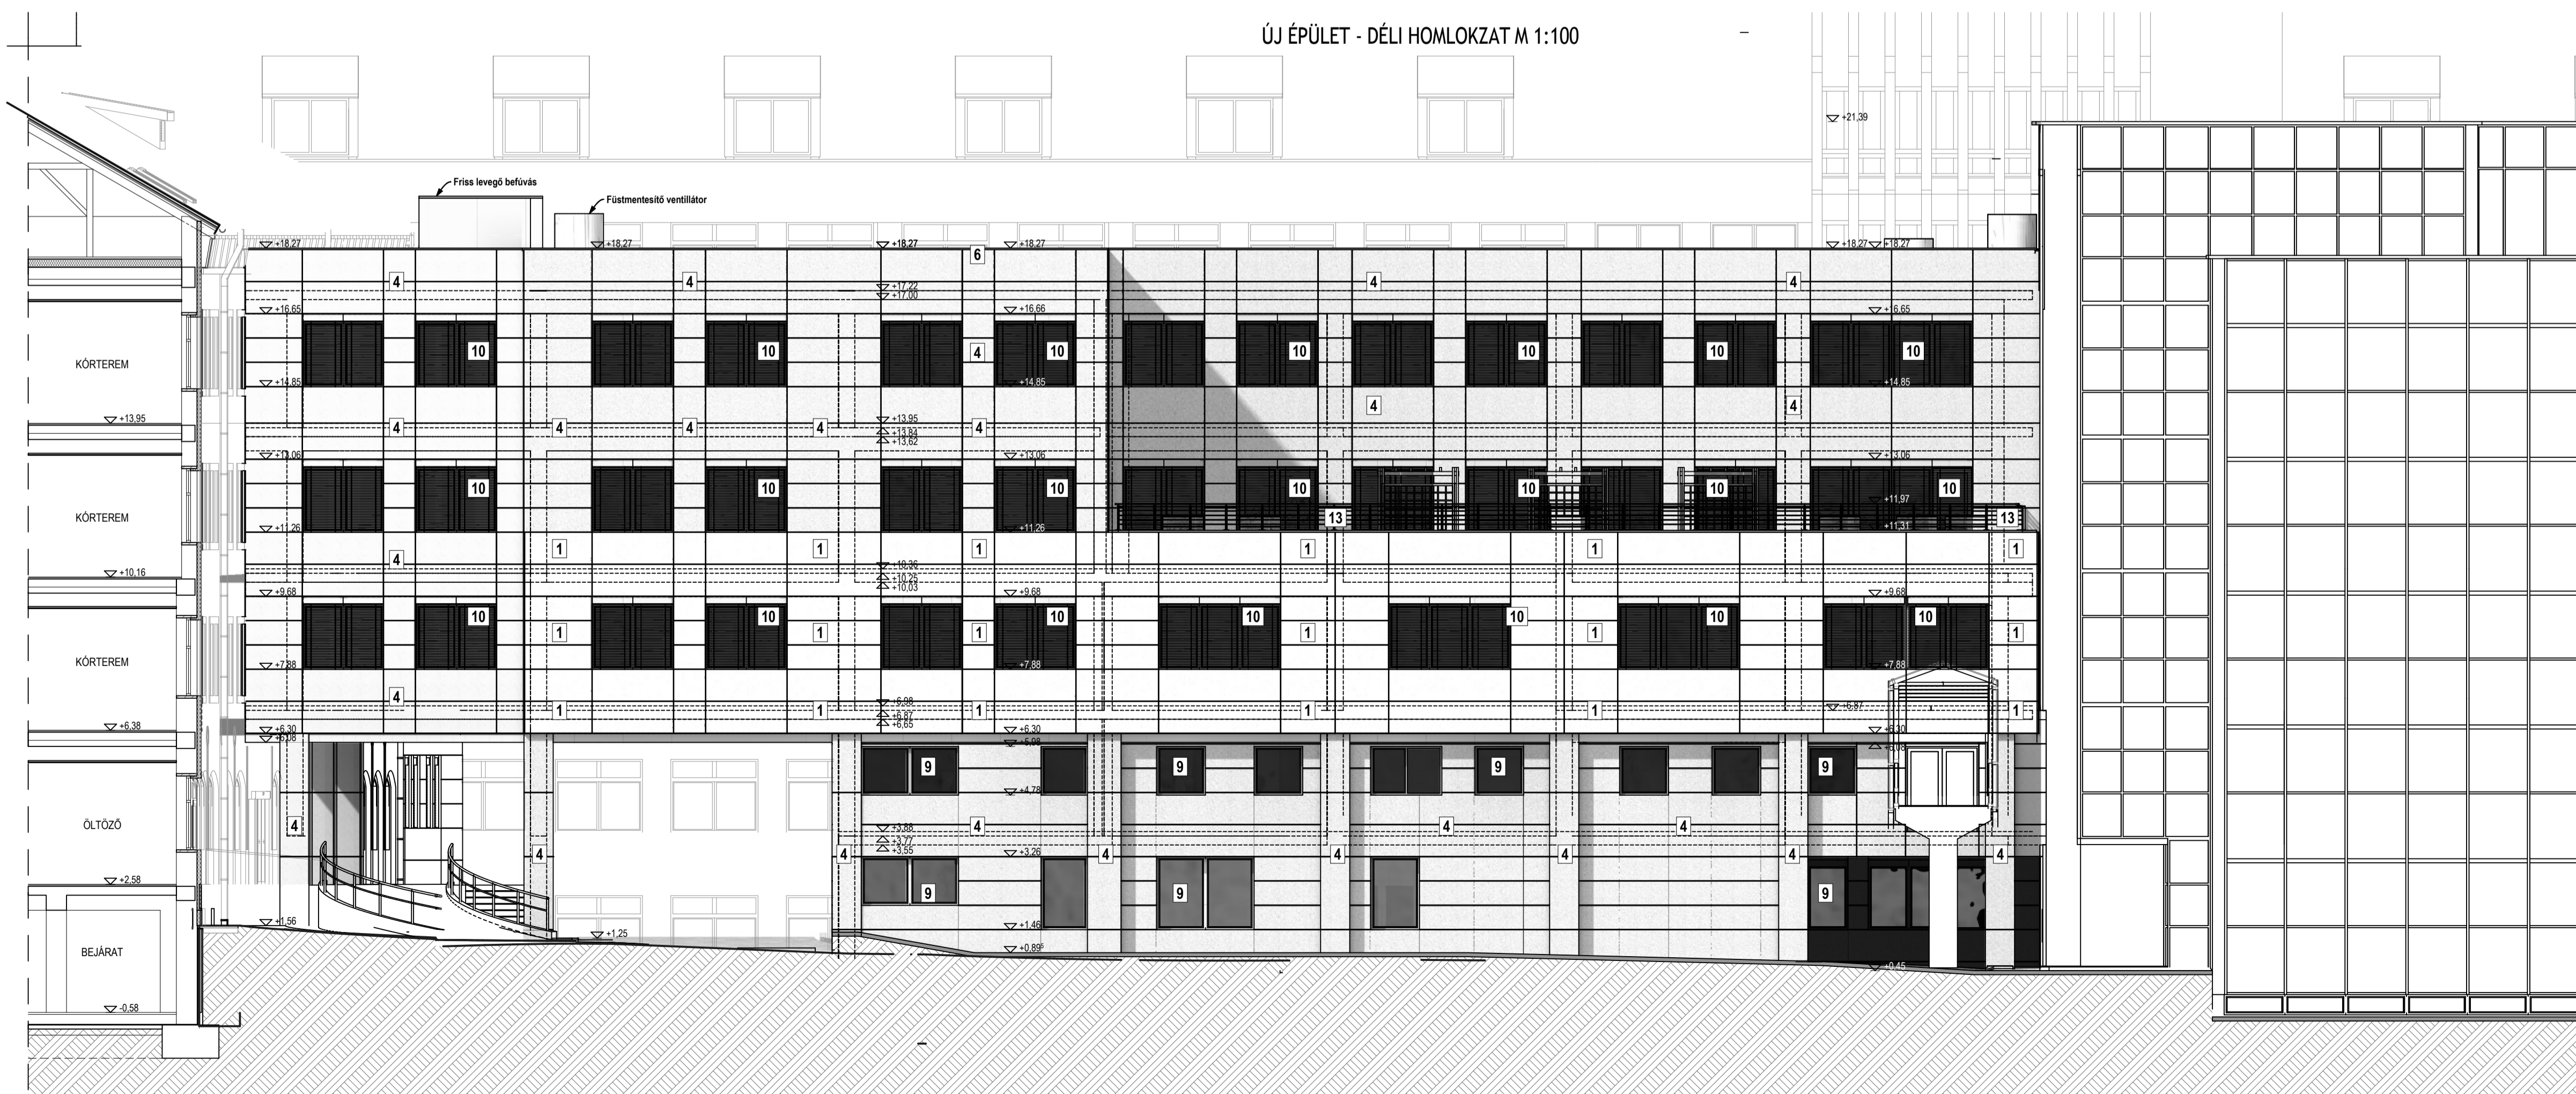 ÚJ ÉPÜLET - DÉLI HOMLOKZAT M 1:100
+21,39
Friss levegő befúvás
Füstmentesítő ventillátor
+18,27 +18,27 +18,27 +18,27 +18,27 +18,27
6
4 4 4 4
+17,22
+17,00
+16,65 +16,66 +16,65
KÓRTEREM
10 10 4 10 10 10 10 10
+14,85 +14,85 +14,85
4 4
+13,95 +13,95
4 4 4 4 4
+13,84
+13,62
+13,06 +13,06 +13,06
10 10 10 10 10 10 10
+11,97
KÓRTEREM
13 13
+11,26 +11,26 +11,31
1 1 1 1 1 1
4
+10,36
+10,16 +10,25
+10,03
+9,68 +9,68 +9,68
10 10 10 10 10 10 10
1 1 1 1 1 1
KÓRTEREM
+7,88 +7,88 +7,88
4
+6,98 +6,87
1 1 1 1 1 1
+6,87
+6,65
+6,38
+6,30 +6,30 +6,30
+6,08 +5,98 +6,08
9 9 9 9
+4,78
ÖLTÖZŐ
4 4 4 4
+3,88
+3,77
+3,55 +3,26
4 4 4 4 4 4 4
+2,58
9 9 9
+1,56 +1,46
+1,25
+0,89⁵
BEJÁRAT
+0,45
-0,58